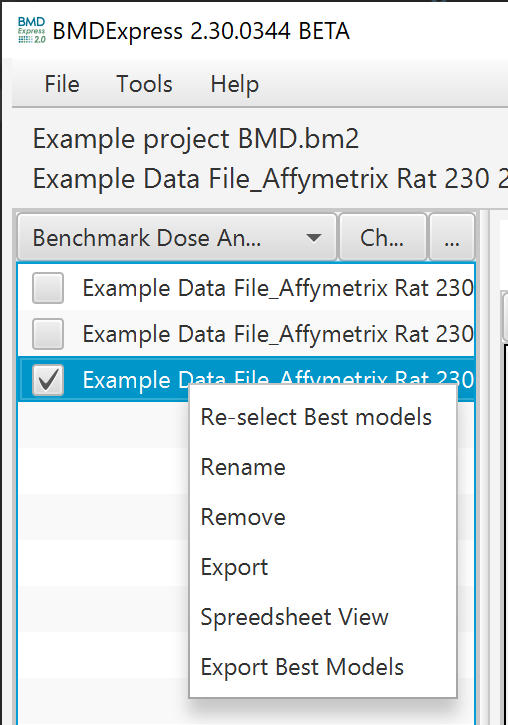 BMD
Express
2.0
BMDExpress 2.30.0344 BETA
File Tools Help
Example project BMD.bm2
Example Data File_Affymetrix Rat 230 2
Benchmark Dose An... Ch... ...
Example Data File_Affymetrix Rat 230
Example Data File_Affymetrix Rat 230
Example Data File_Affymetrix Rat 230
Re-select Best models
Rename
Remove
Export
Spreedsheet View
Export Best Models